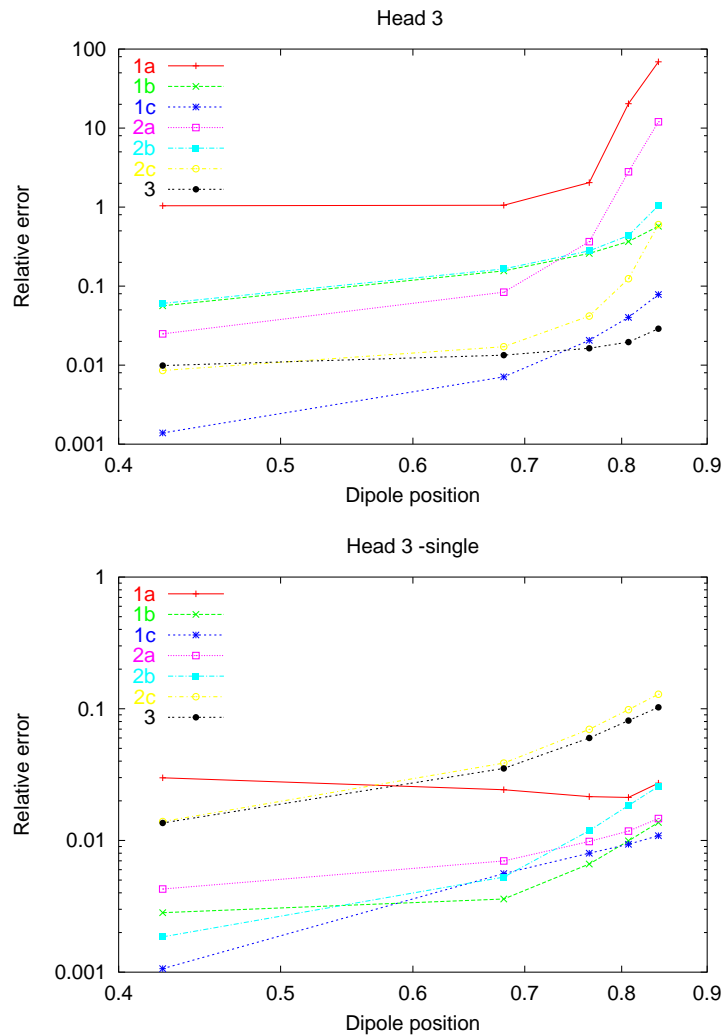 Head 3
100
10
1
0.1
0.01
0.001
Relative error
1a
1b
1c
2a
2b
2c
3
0.4 0.5 0.6 0.7 0.8 0.9
Dipole position
Head 3 -single
1
0.1
0.01
0.001
Relative error
1a
1b
1c
2a
2b
2c
3
0.4 0.5 0.6 0.7 0.8 0.9
Dipole position